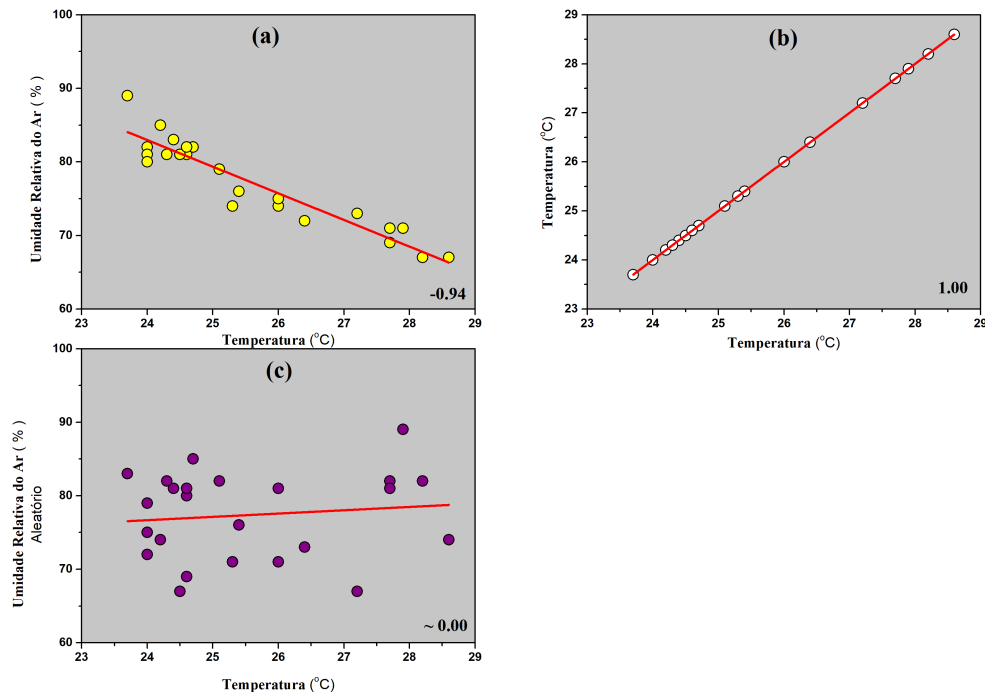 (a)
Umidade Relativa do Ar ( % )
100
90
80
70
60
-0.94
23 24 25 26 27 28 29
Temperatura (°C)
(b)
Temperatura (°C)
29
28
27
26
25
24
23
1.00
23 24 25 26 27 28 29
Temperatura (°C)
(c)
Umidade Relativa do Ar ( % )
Aleatório
100
90
80
70
60
~ 0.00
23 24 25 26 27 28 29
Temperatura (°C)